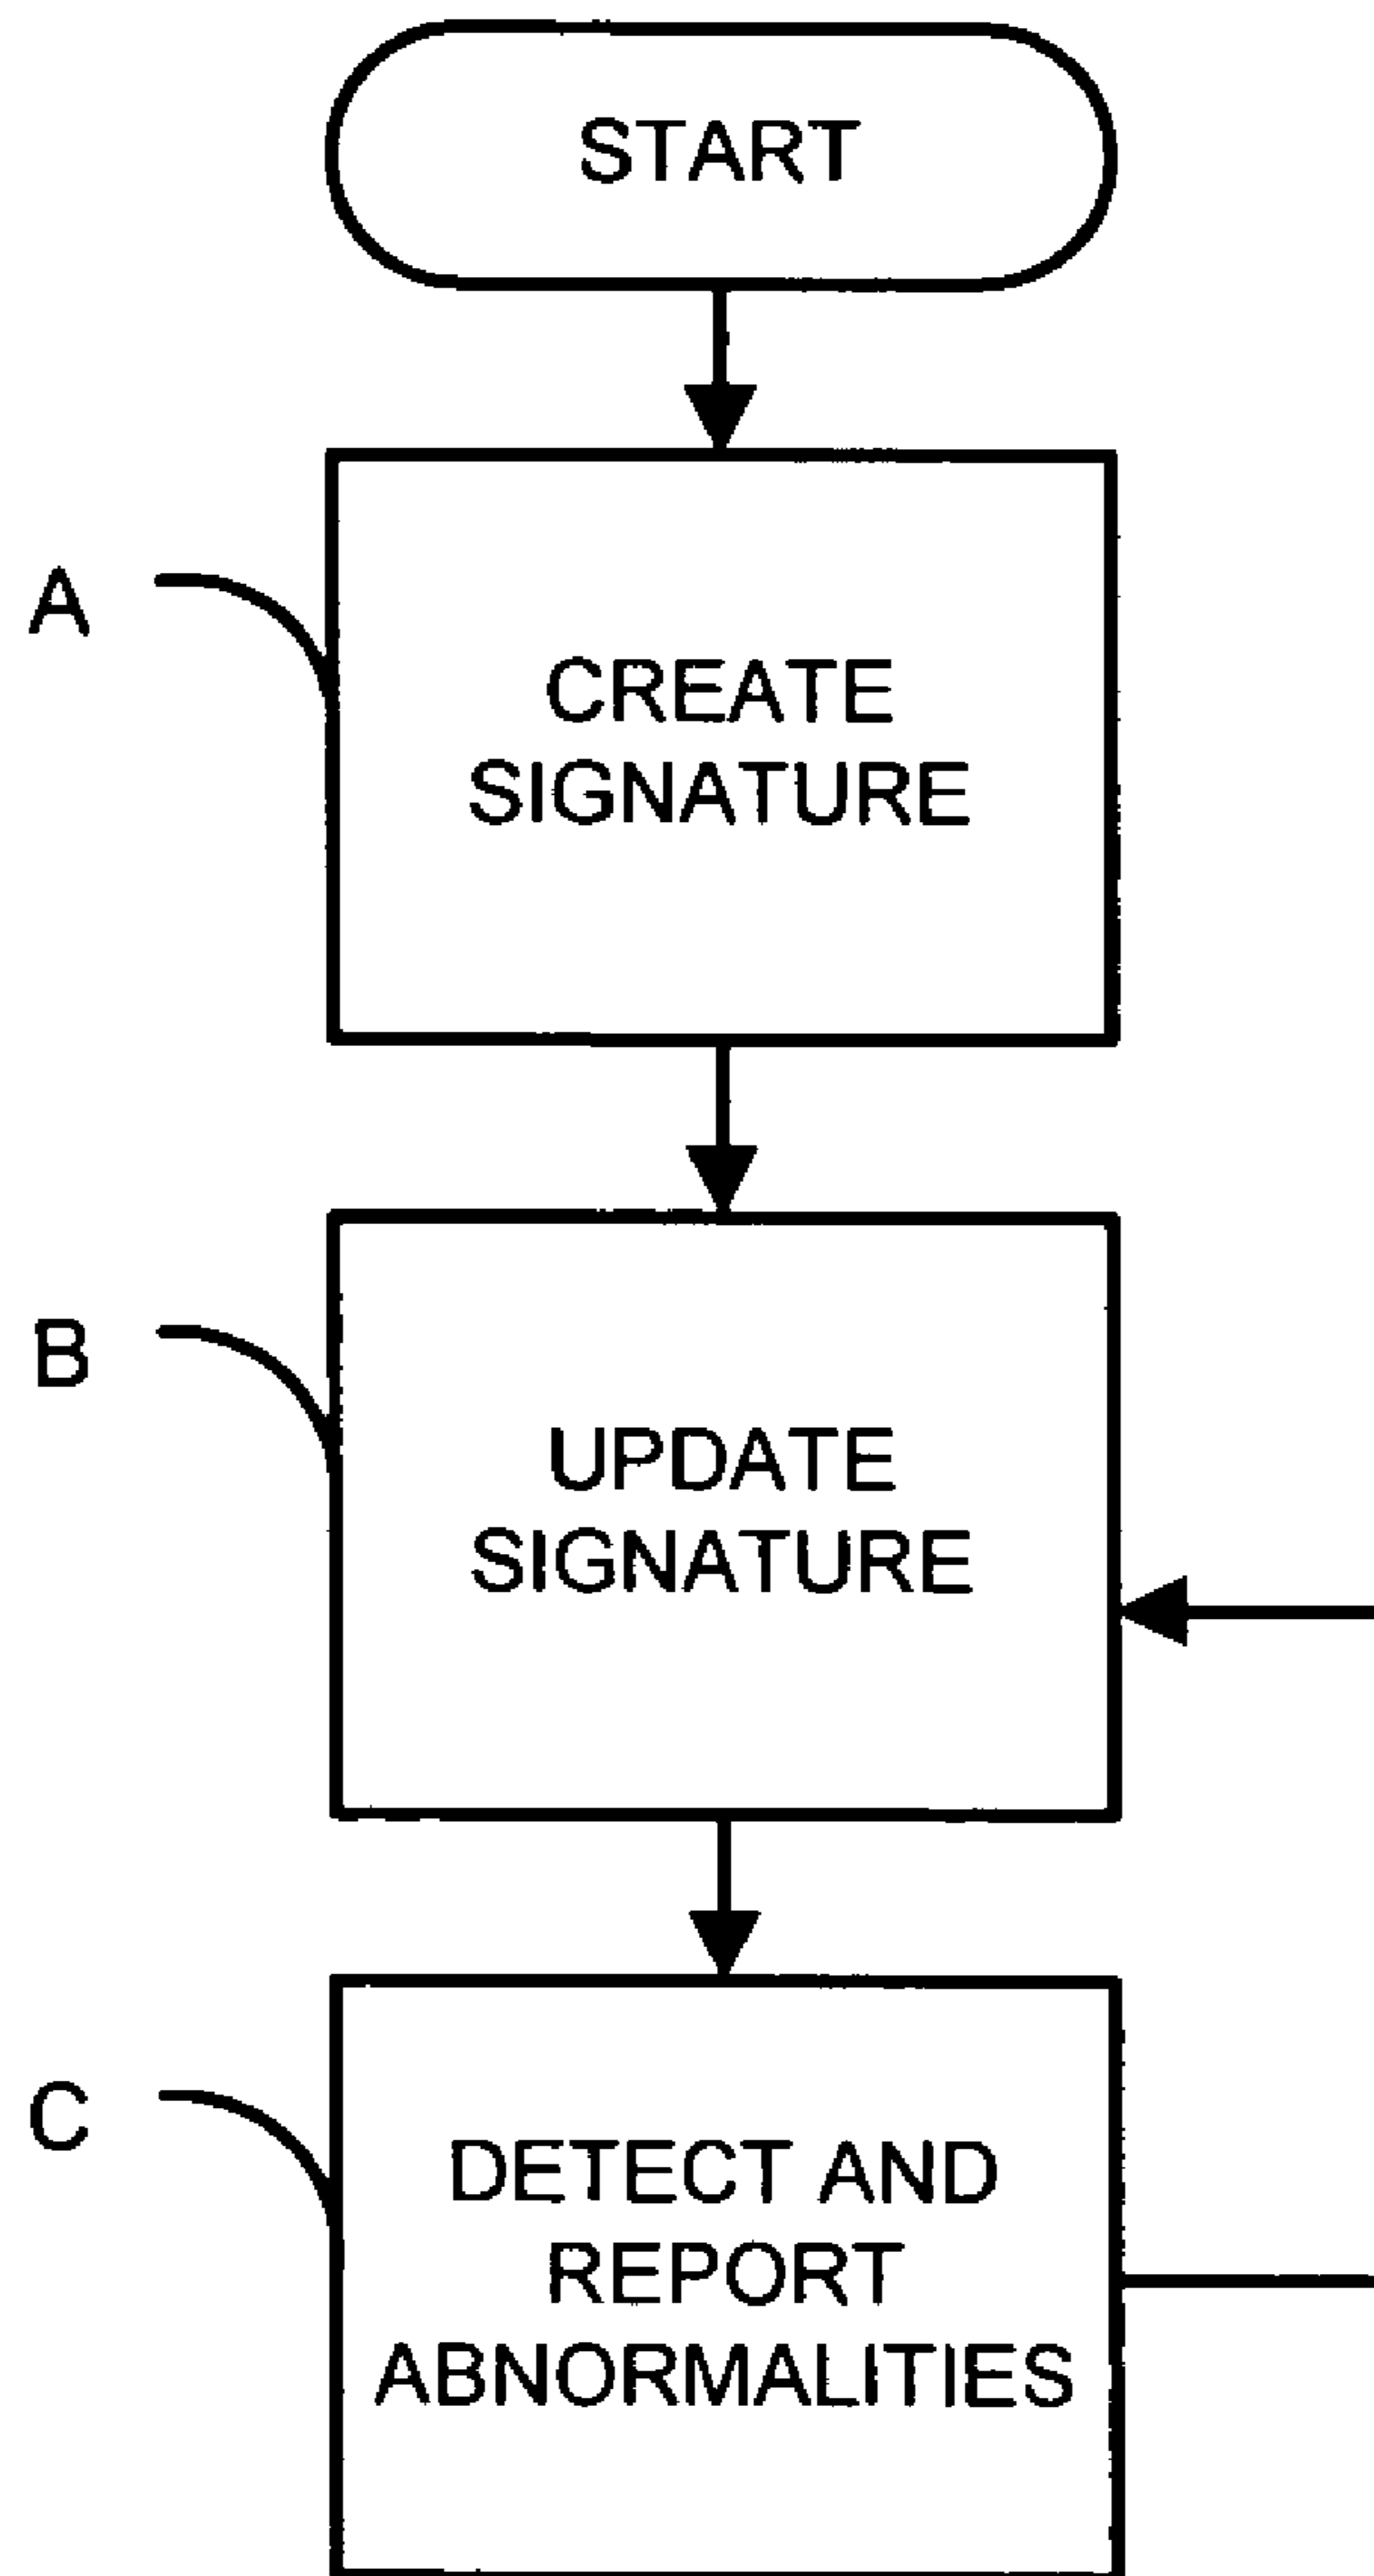 START
A
CREATE
SIGNATURE
B
UPDATE
SIGNATURE
C
DETECT AND
REPORT
ABNORMALITIES